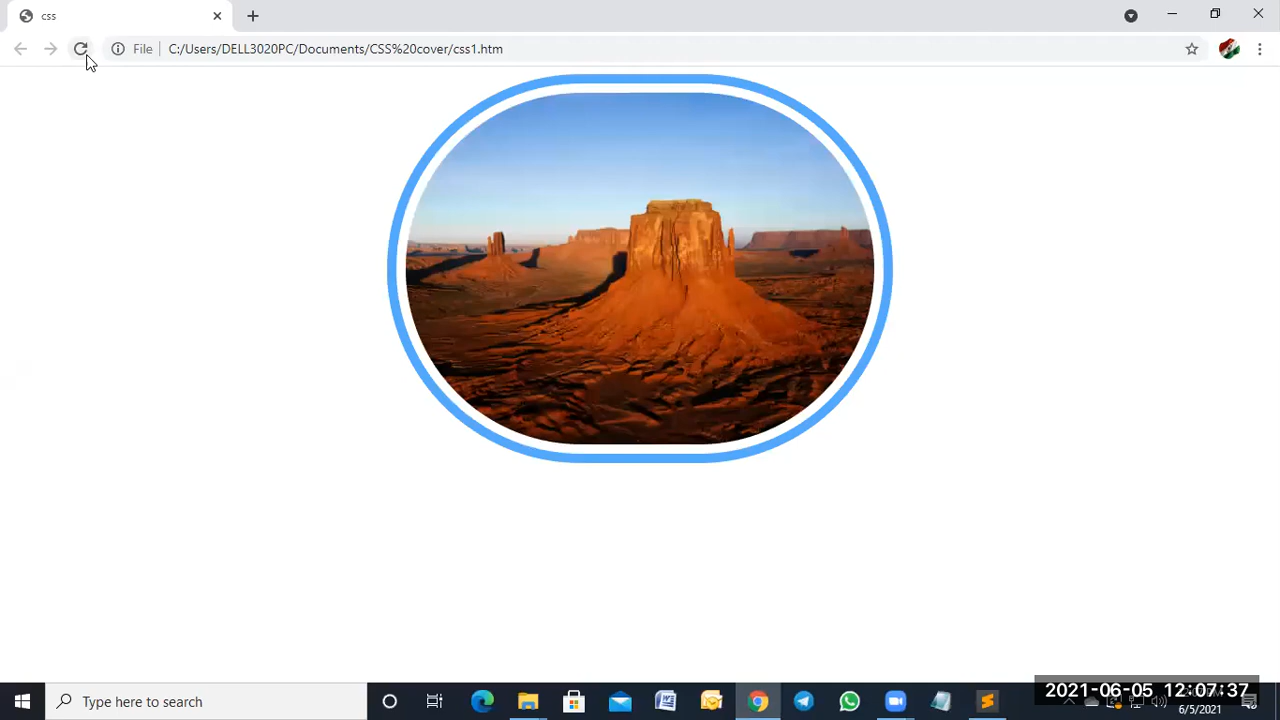 css
File
C:/Users/DELL3020PC/Documents/CSS%20cover/css1.htm
Type here to search
2021-06-05 12:07:37
6/5/2021